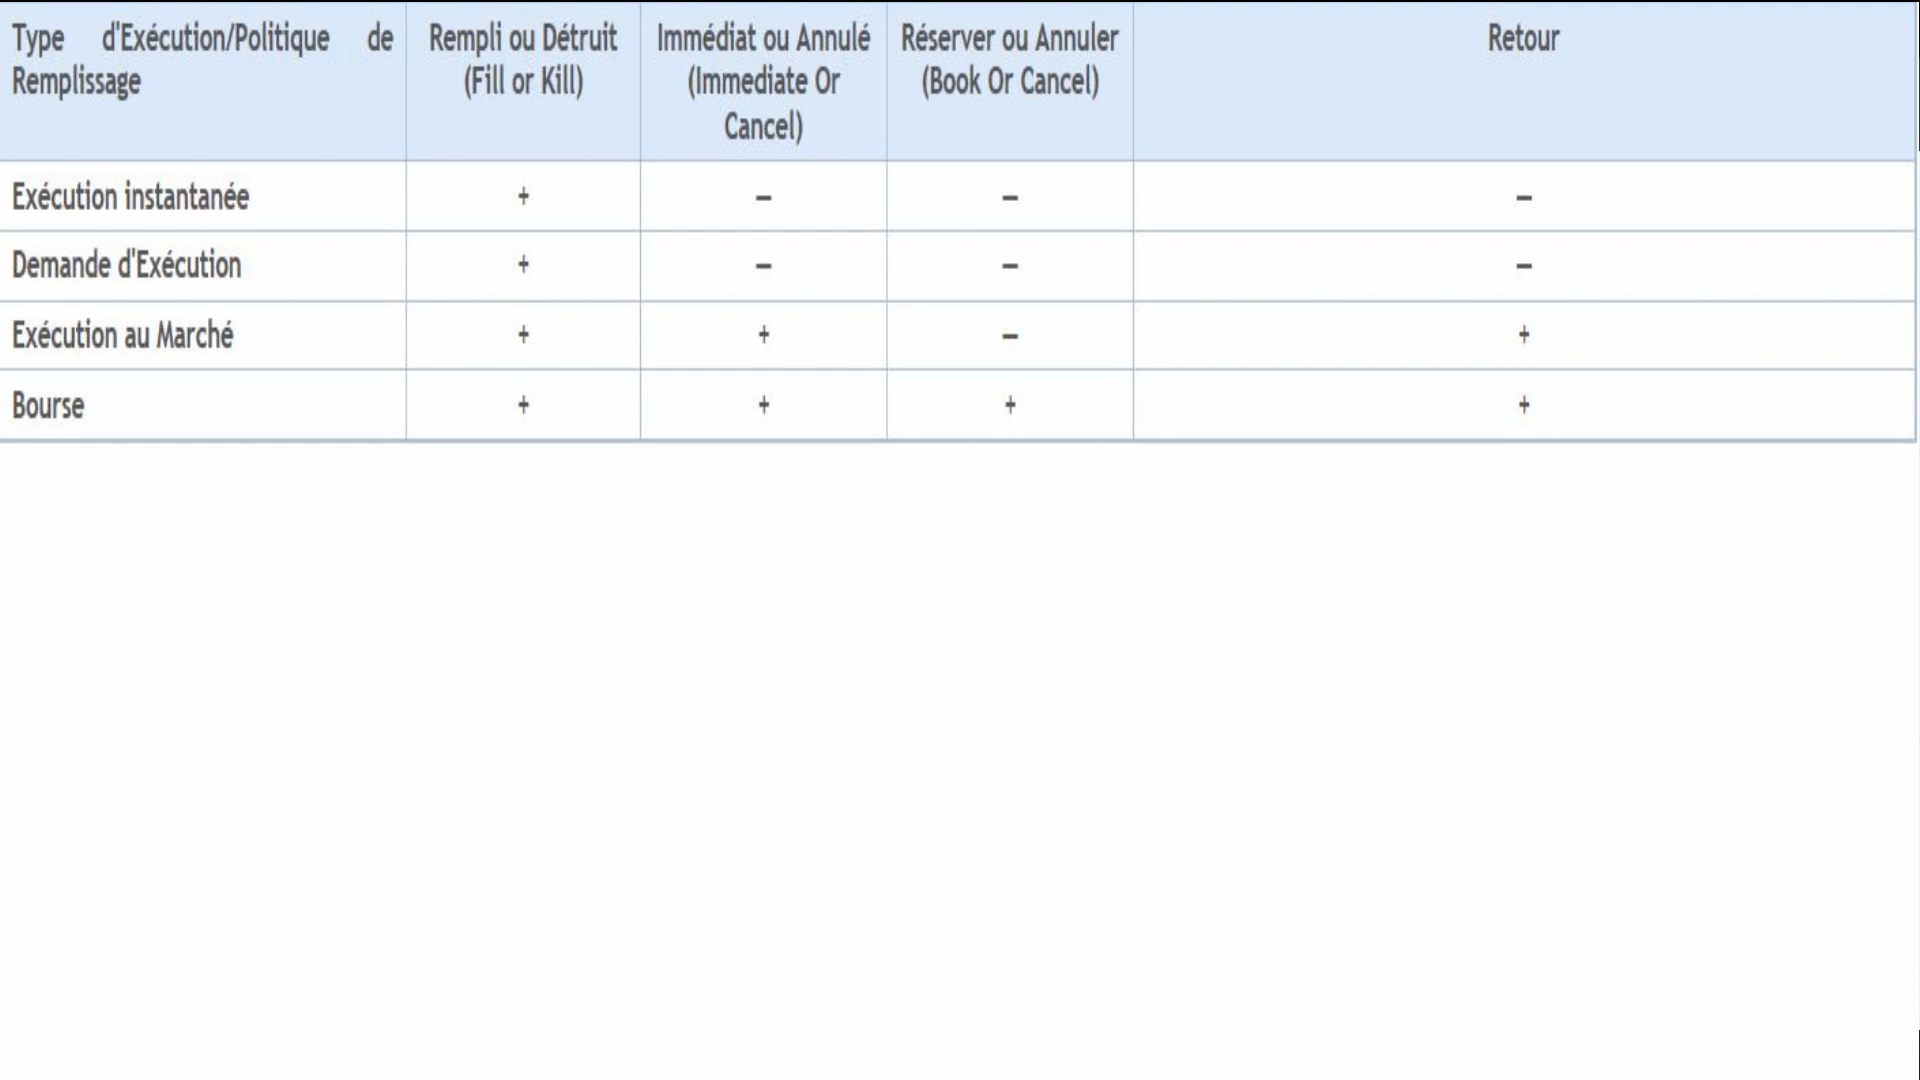 Type d'Exécution/Politique de
Remplissage
Rempli ou Détruit
(Fill or Kill)
Immédiat ou Annulé
(Immediate Or
Cancel)
Réserver ou Annuler
(Book Or Cancel)
Retour
Exécution instantanée + – – –
Demande d'Exécution + – – –
Exécution au Marché + + – +
Bourse + + + +